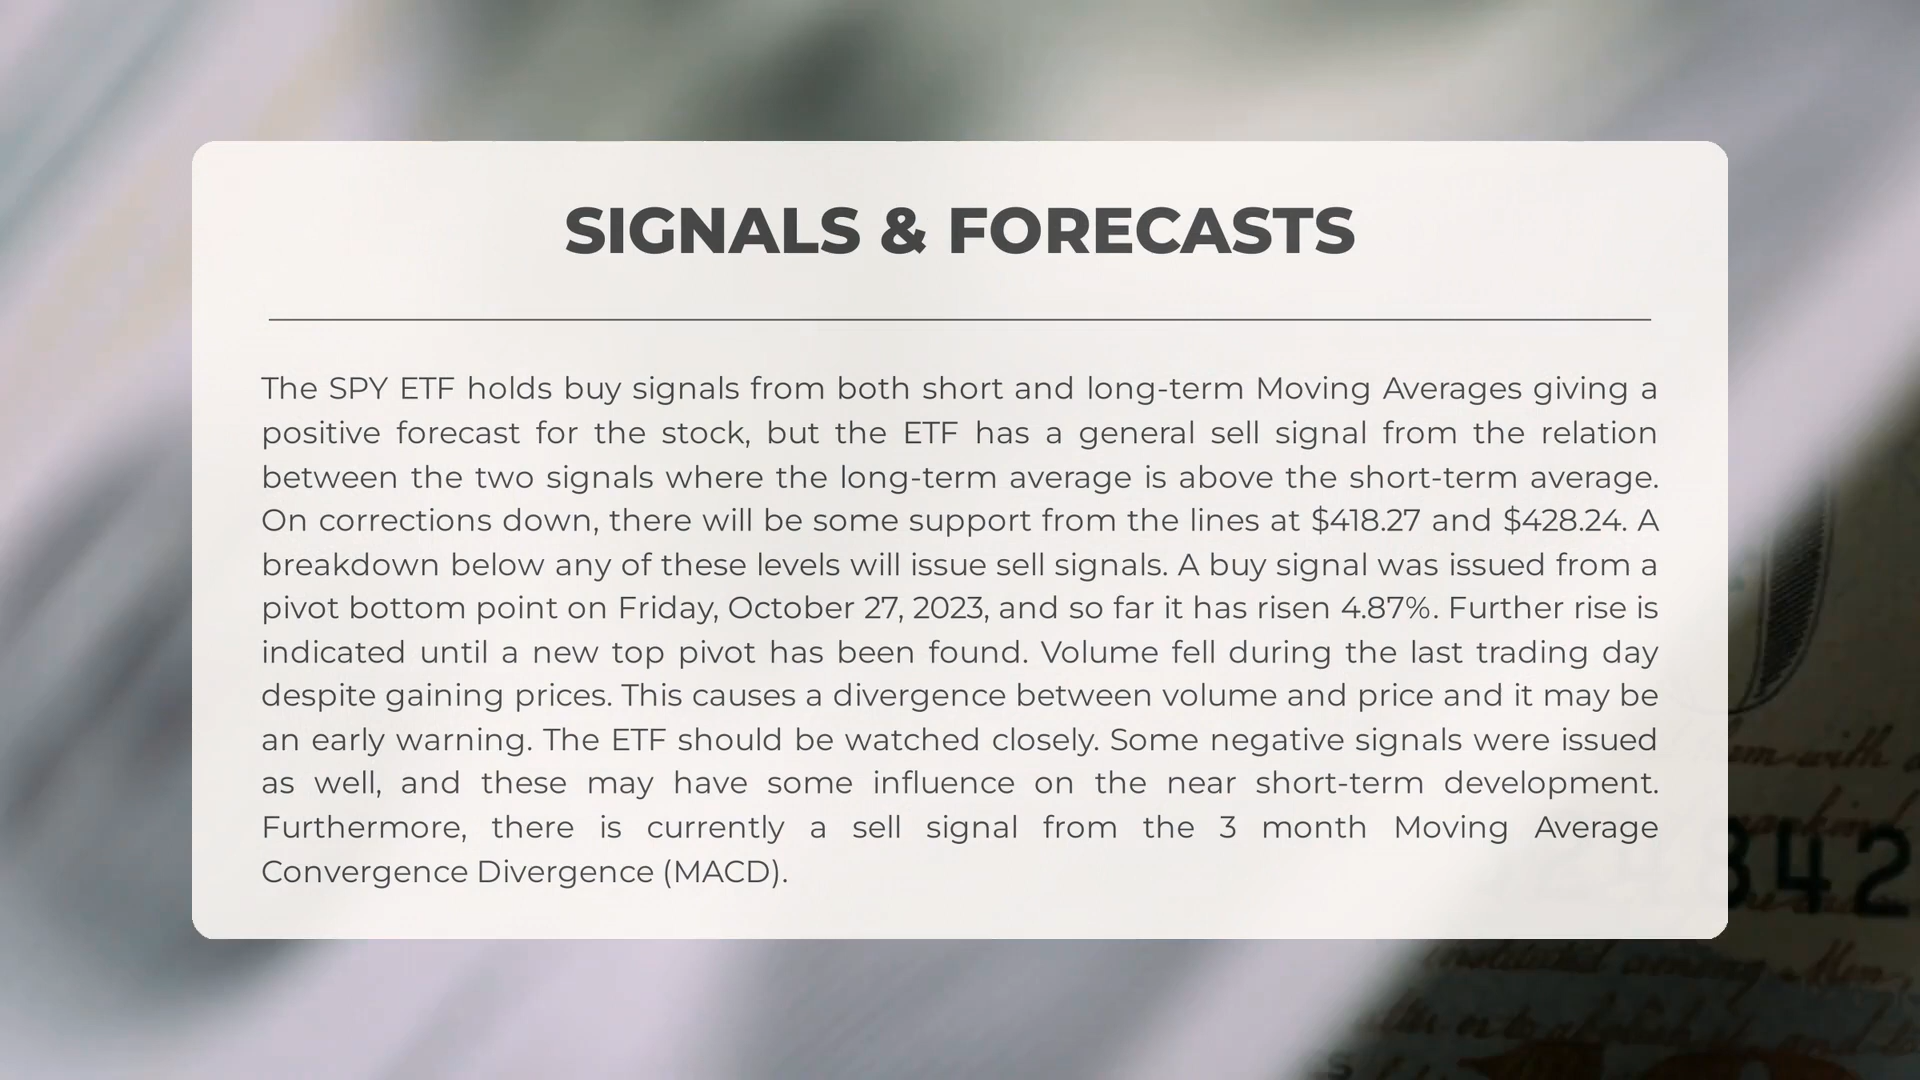 SIGNALS & FORECASTS
The SPY ETF holds buy signals from both short and long-term Moving Averages giving a
positive forecast for the stock, but the ETF has a general sell signal from the relation
between the two signals where the long-term average is above the short-term average.
On corrections down, there will be some support from the lines at $418.27 and $428.24. A
breakdown below any of these levels will issue sell signals. A buy signal was issued from a
pivot bottom point on Friday, October 27, 2023, and so far it has risen 4.87%. Further rise is
indicated until a new top pivot has been found. Volume fell during the last trading day
despite gaining prices. This causes a divergence between volume and price and it may be
an early warning. The ETF should be watched closely. Some negative signals were issued
as well, and these may have some influence on the near short-term development.
Furthermore, there is currently a sell signal from the 3 month Moving Average
Convergence Divergence (MACD).
342